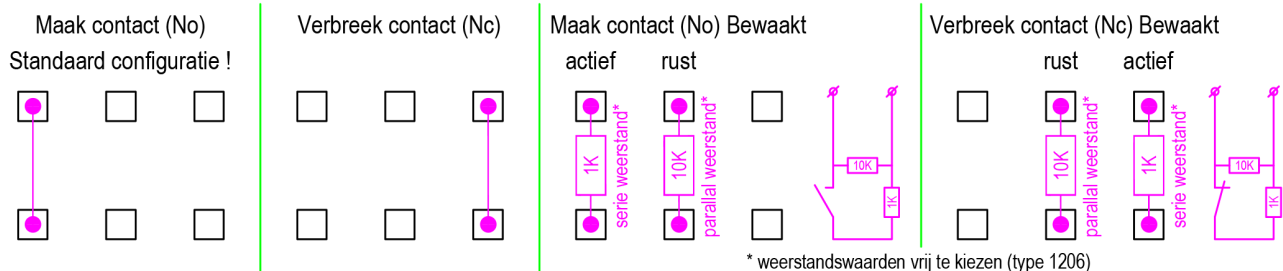 Maak contact (No)
Standaard configuratie !
Verbreek contact (Nc)
Maak contact (No) Bewaakt
actief
rust
1K
serie weerstand*
10K
parallal weerstand*
10K
1K
Verbreek contact (Nc) Bewaakt
rust
actief
10K
parallal weerstand*
1K
serie weerstand*
10K
1K
* weerstandswaarden vrij te kiezen (type 1206)